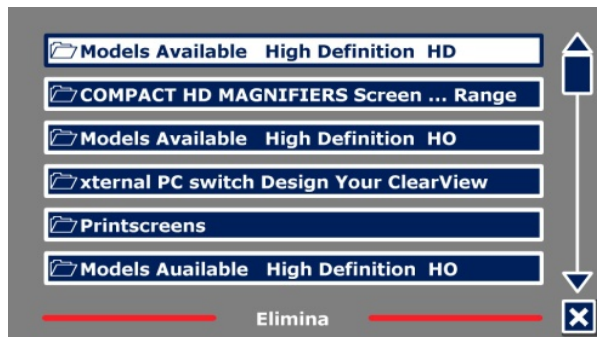 Models Available High Definition HD
COMPACT HD MAGNIFIERS Screen ... Range
Models Available High Definition HO
xternal PC switch Design Your ClearView
Printscreens
Models Auailable High Definition HO
Elimina